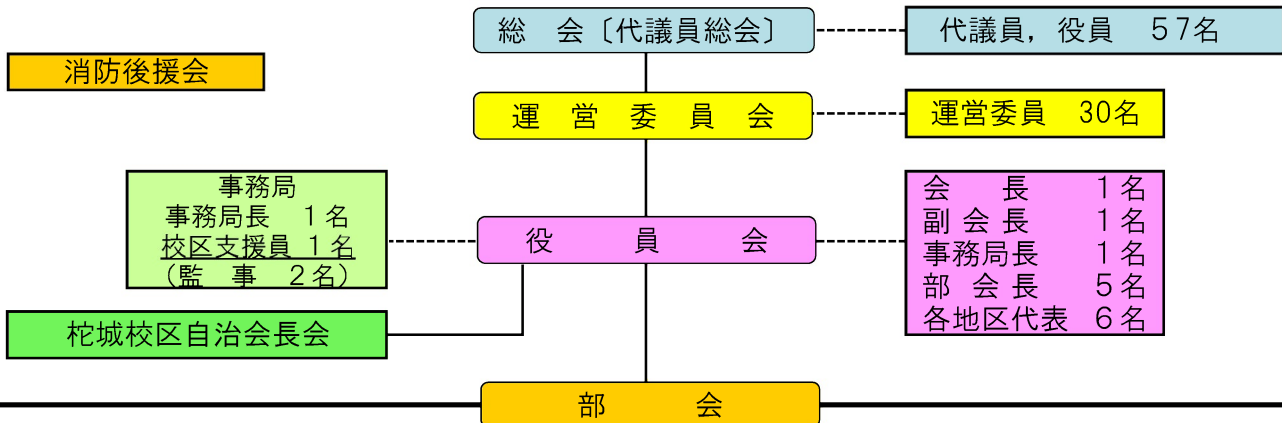 総　会〔代議員総会〕
代議員，役員　57名
消防後援会
運　営　委　員　会
運営委員　30名
事務局
事務局長　1名
校区支援員 1名
(監　事　2名)
役　　員　　会
会　　長　　1名
副 会 長　　1名
事務局長　　1名
部 会 長　　5名
各地区代表　6名
柁城校区自治会長会
部　　会